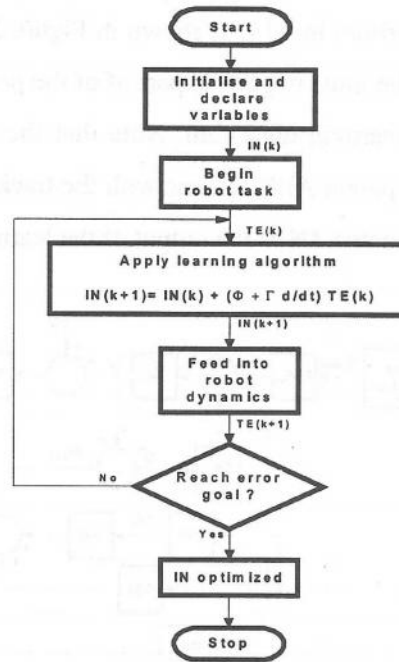 Start
Initialise and
declare
variables
IN(k)
Begin
robot task
TE(k)
Apply learning algorithm
IN(k+1)= IN(k) + (Φ + Γ d/dt) TE(k)
IN(k+1)
Feed into
robot
dynamics
TE(k+1)
No
Reach error
goal ?
Yes
IN optimized
Stop